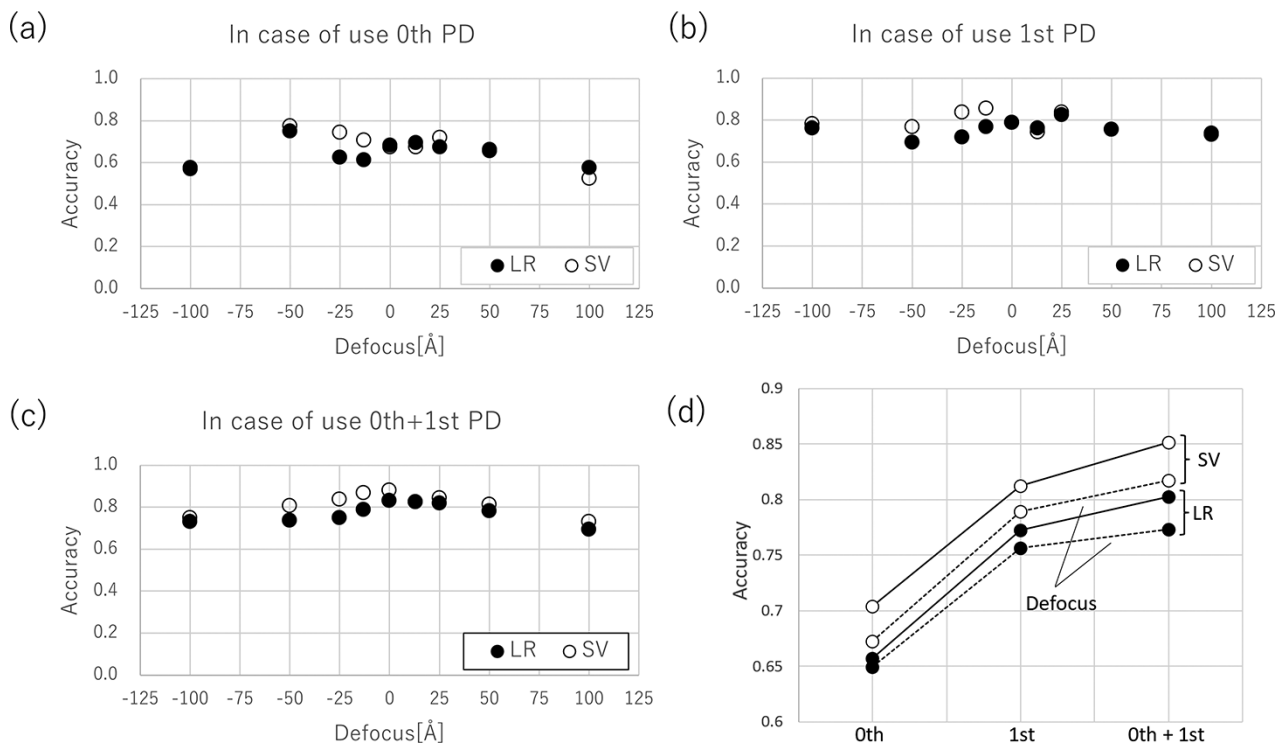 (a)
In case of use 0th PD
Accuracy
1.0
0.8
0.6
0.4
0.2
0.0
LR SV
-125 -100 -75 -50 -25 0 25 50 75 100 125
Defocus[Å]
(b)
In case of use 1st PD
Accuracy
1.0
0.8
0.6
0.4
0.2
0.0
LR SV
-125 -100 -75 -50 -25 0 25 50 75 100 125
Defocus[Å]
(c)
In case of use 0th+1st PD
Accuracy
1.0
0.8
0.6
0.4
0.2
0.0
LR SV
-125 -100 -75 -50 -25 0 25 50 75 100 125
Defocus[Å]
(d)
Accuracy
0.9
0.85
0.8
0.75
0.7
0.65
0.6
SV
LR
Defocus
0th 1st 0th + 1st